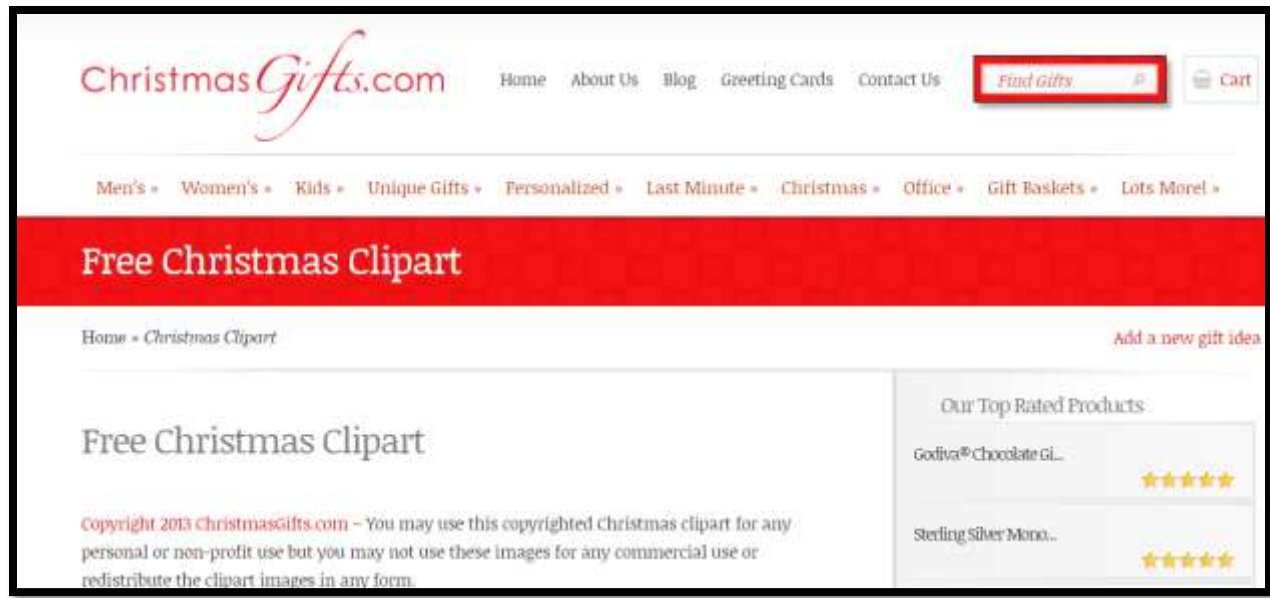 ChristmasGifts.com
Home About Us Blog Greeting Cards Contact Us Find Gifts Cart
Men's » Women's » Kids » Unique Gifts » Personalized » Last Minute » Christmas » Office » Gift Baskets » Lots More! »
Free Christmas Clipart
Home » Christmas Clipart
Add a new gift idea
Free Christmas Clipart
Copyright 2013 ChristmasGifts.com – You may use this copyrighted Christmas clipart for any
personal or non-profit use but you may not use these images for any commercial use or
redistribute the clipart images in any form.
Our Top Rated Products
Godiva® Chocolate Gi...
Sterling Silver Mono...